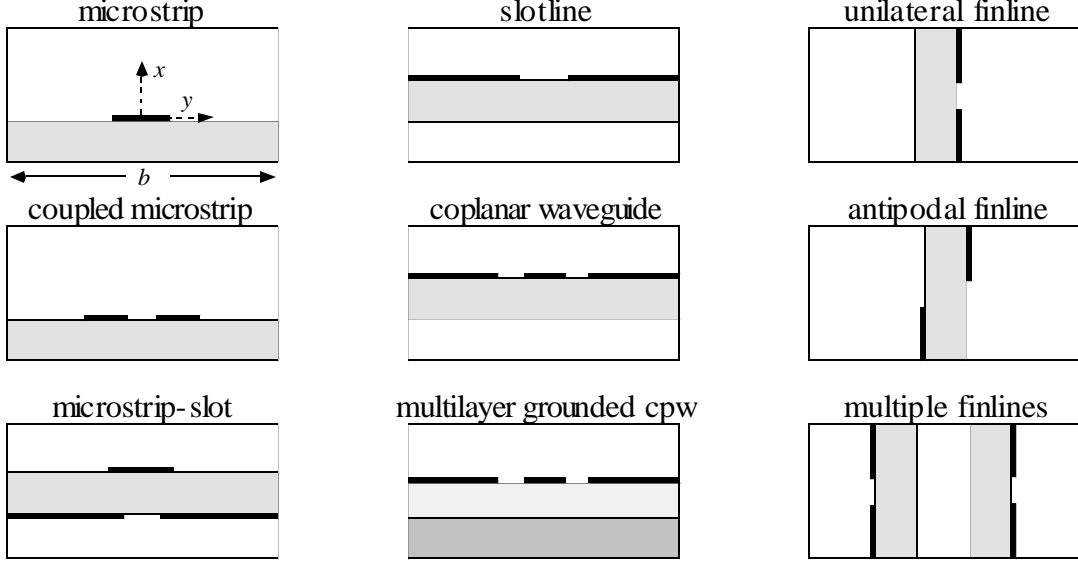 microstrip
slotline
unilateral finline
x
y
b
coupled microstrip
coplanar waveguide
antipodal finline
microstrip-slot
multilayer grounded cpw
multiple finlines